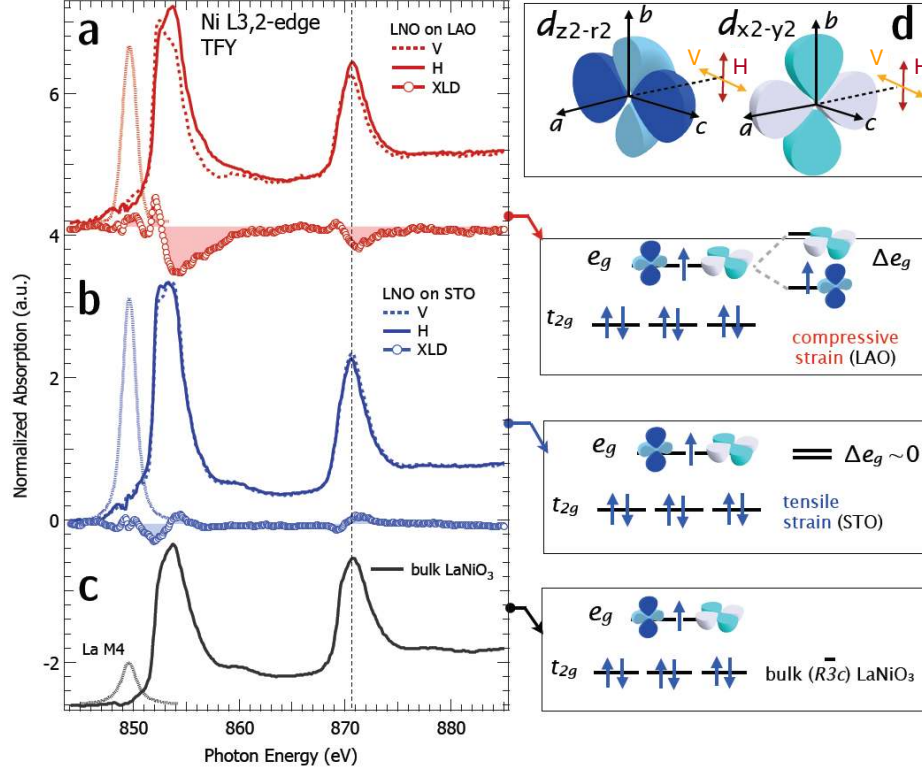 a
Ni L3,2-edge
TFY
LNO on LAO
V
H
XLD
b
LNO on STO
V
H
XLD
c
bulk LaNiO3
La M4
6
4
2
0
-2
Normalized Absorption (a.u.)
850
860
870
880
Photon Energy (eV)
d
dz2-r2
b
a
c
V
H
dx2-y2
b
a
c
V
H
eg
Δeg
t2g
compressive
strain (LAO)
eg
Δeg ~0
t2g
tensile
strain (STO)
eg
t2g
bulk (R3̄c) LaNiO3